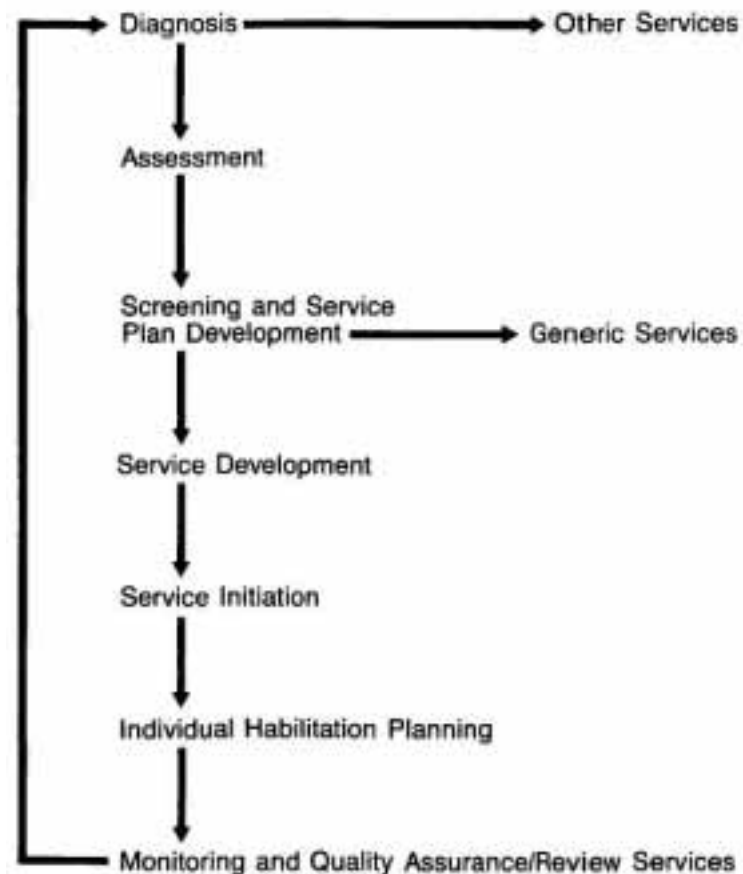 Diagnosis Other Services
Assessment
Screening and Service
Plan Development Generic Services
Service Development
Service Initiation
Individual Habilitation Planning
Monitoring and Quality Assurance/Review Services